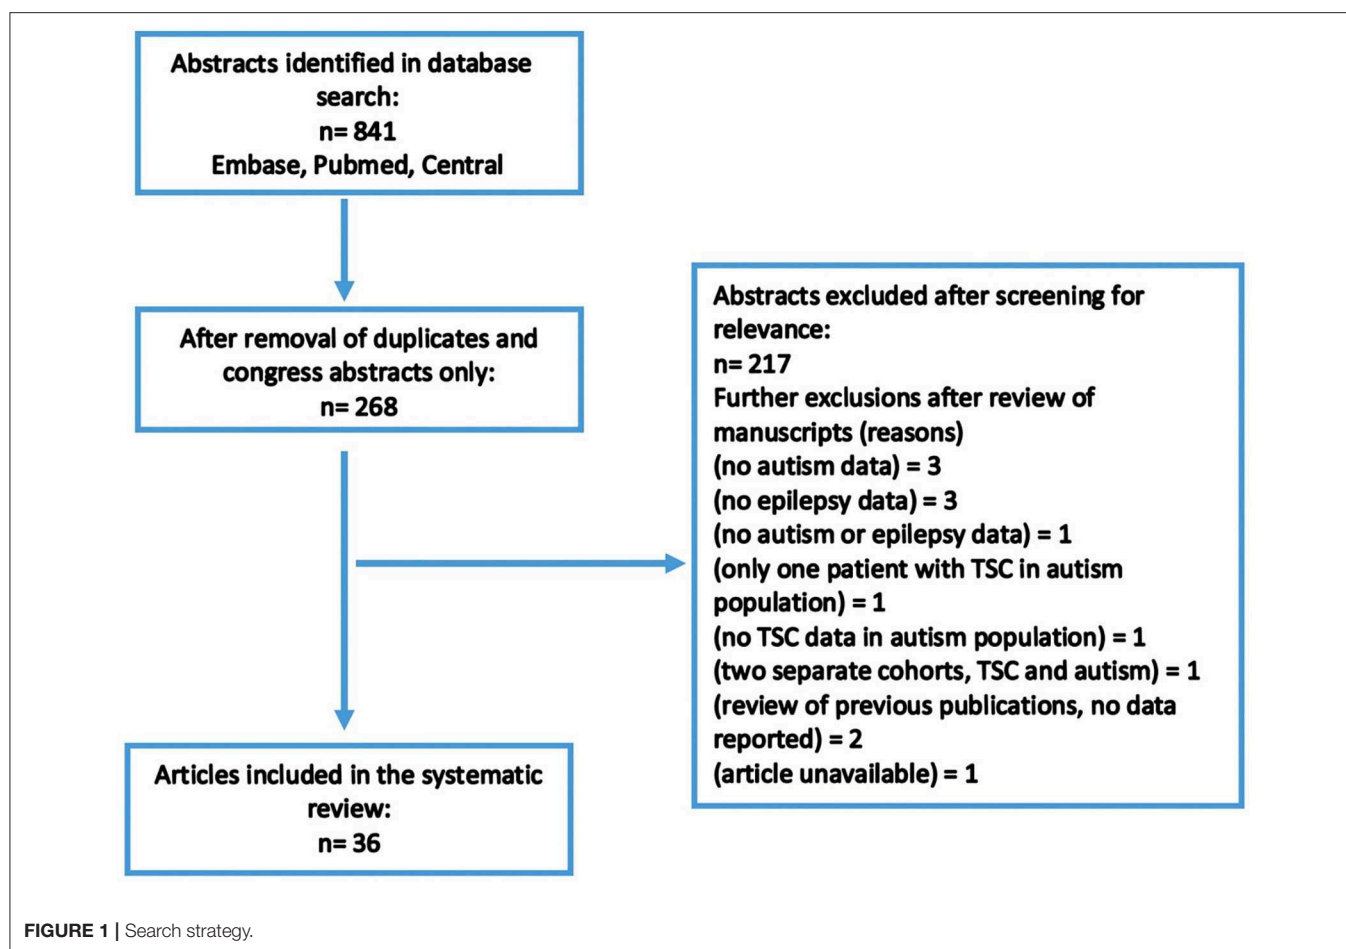 Abstracts identified in database
search:
n= 841
Embase, Pubmed, Central
After removal of duplicates and
congress abstracts only:
n= 268
Abstracts excluded after screening for
relevance:
n= 217
Further exclusions after review of
manuscripts (reasons)
(no autism data) = 3
(no epilepsy data) = 3
(no autism or epilepsy data) = 1
(only one patient with TSC in autism
population) = 1
(no TSC data in autism population) = 1
(two separate cohorts, TSC and autism) = 1
(review of previous publications, no data
reported) = 2
(article unavailable) = 1
Articles included in the systematic
review:
n= 36
FIGURE 1 | Search strategy.